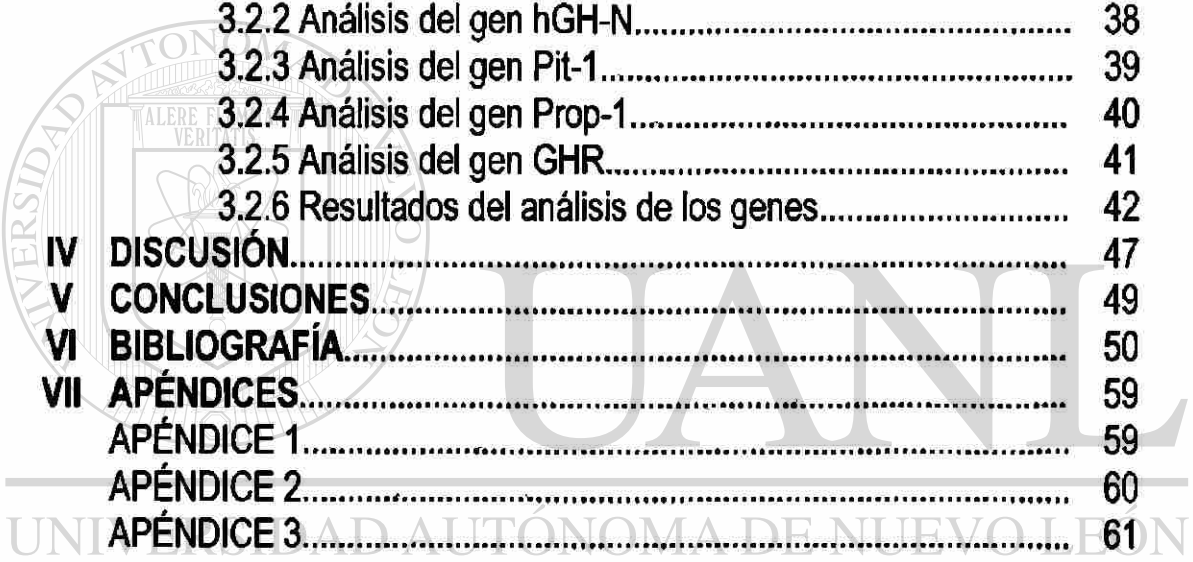 3.2.2 Análisis del gen hGH-N.................................................. 38
3.2.3 Análisis del gen Pit-1.................................................... 39
3.2.4 Análisis del gen Prop-1................................................. 40
3.2.5 Análisis del gen GHR.................................................... 41
3.2.6 Resultados del análisis de los genes............................ 42
IV DISCUSIÓN................................................................................ 47
V CONCLUSIONES....................................................................... 49
VI BIBLIOGRAFÍA.......................................................................... 50
VII APÉNDICES............................................................................... 59
APÉNDICE 1.............................................................................. 59
APÉNDICE 2.............................................................................. 60
APÉNDICE 3.............................................................................. 61
ALERE FLAMMAM
VERITATIS
UANL
UNIVERSIDAD AUTÓNOMA DE NUEVO LEÓN